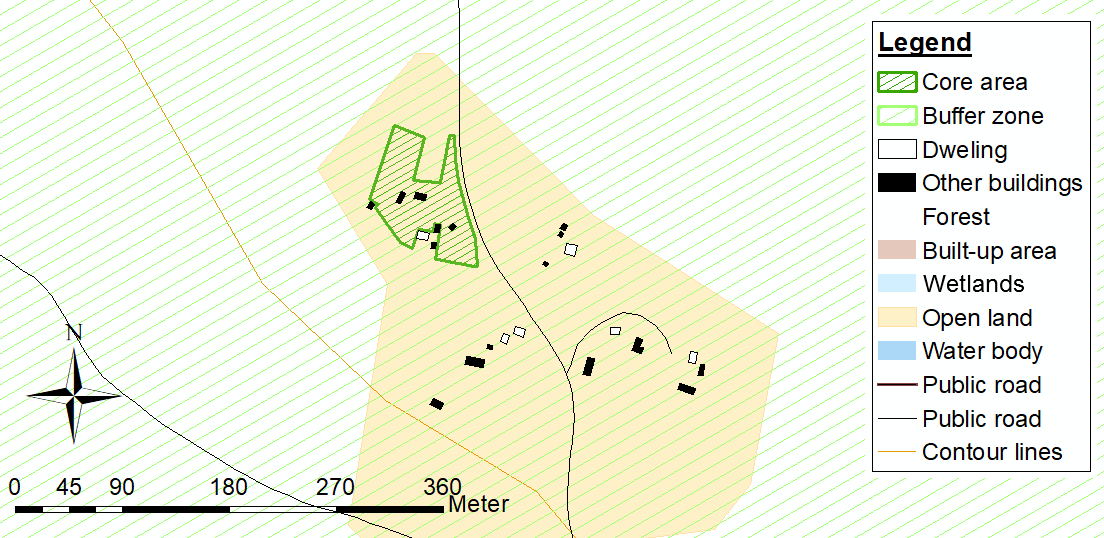 Legend
Core area
Buffer zone
Dweling
Other buildings
Forest
Built-up area
Wetlands
Open land
Water body
Public road
Public road
Contour lines
N
0 45 90 180 270 360
Meter